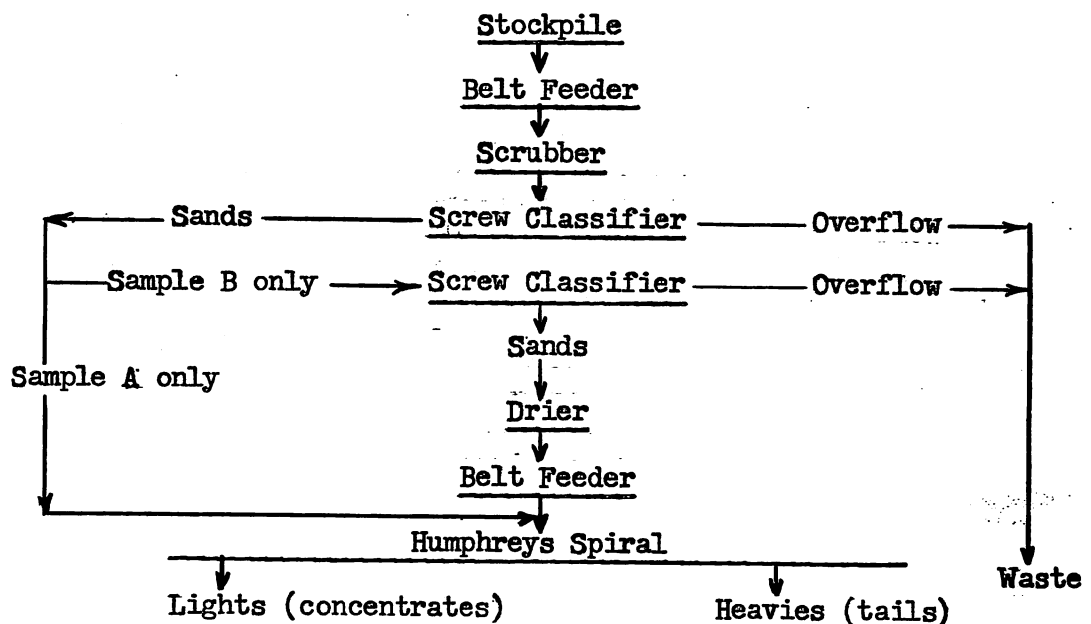 Stockpile
Belt Feeder
Scrubber
Sands Screw Classifier Overflow
Sample B only Screw Classifier Overflow
Sands
Sample A only
Drier
Belt Feeder
Humphreys Spiral
Waste
Lights (concentrates) Heavies (tails)